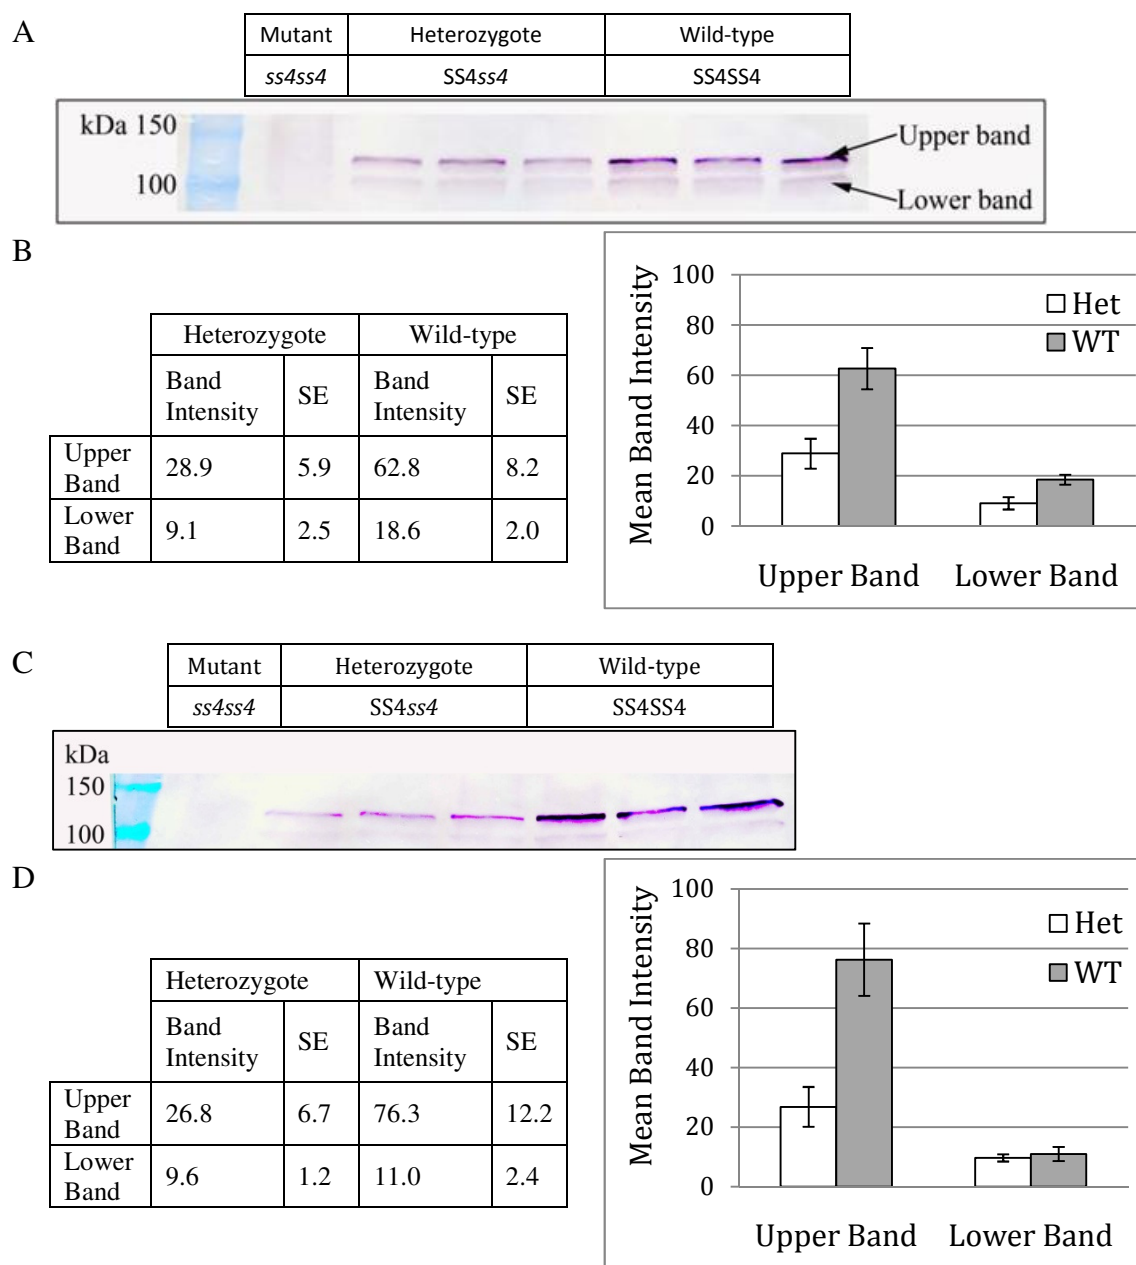 A
Mutant Heterozygote Wild-type
ss4ss4 SS4ss4 SS4SS4
kDa 150
100
Upper band
Lower band
B
Heterozygote Wild-type
Band Intensity SE Band Intensity SE
Upper Band 28.9 5.9 62.8 8.2
Lower Band 9.1 2.5 18.6 2.0
Mean Band Intensity
100
80
60
40
20
0
Het
WT
Upper Band Lower Band
C
Mutant Heterozygote Wild-type
ss4ss4 SS4ss4 SS4SS4
kDa
150
100
D
Heterozygote Wild-type
Band Intensity SE Band Intensity SE
Upper Band 26.8 6.7 76.3 12.2
Lower Band 9.6 1.2 11.0 2.4
Mean Band Intensity
100
80
60
40
20
0
Het
WT
Upper Band Lower Band